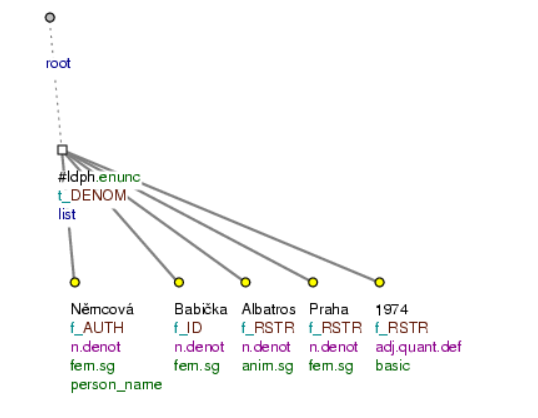 root
#Idph.enunc
t_DENOM
list
Němcová Babička Albatros Praha 1974
f_AUTH f_ID f_RSTR f_RSTR f_RSTR
n.denot n.denot n.denot n.denot adj.quant.def
fem.sg fem.sg anim.sg fem.sg basic
person_name